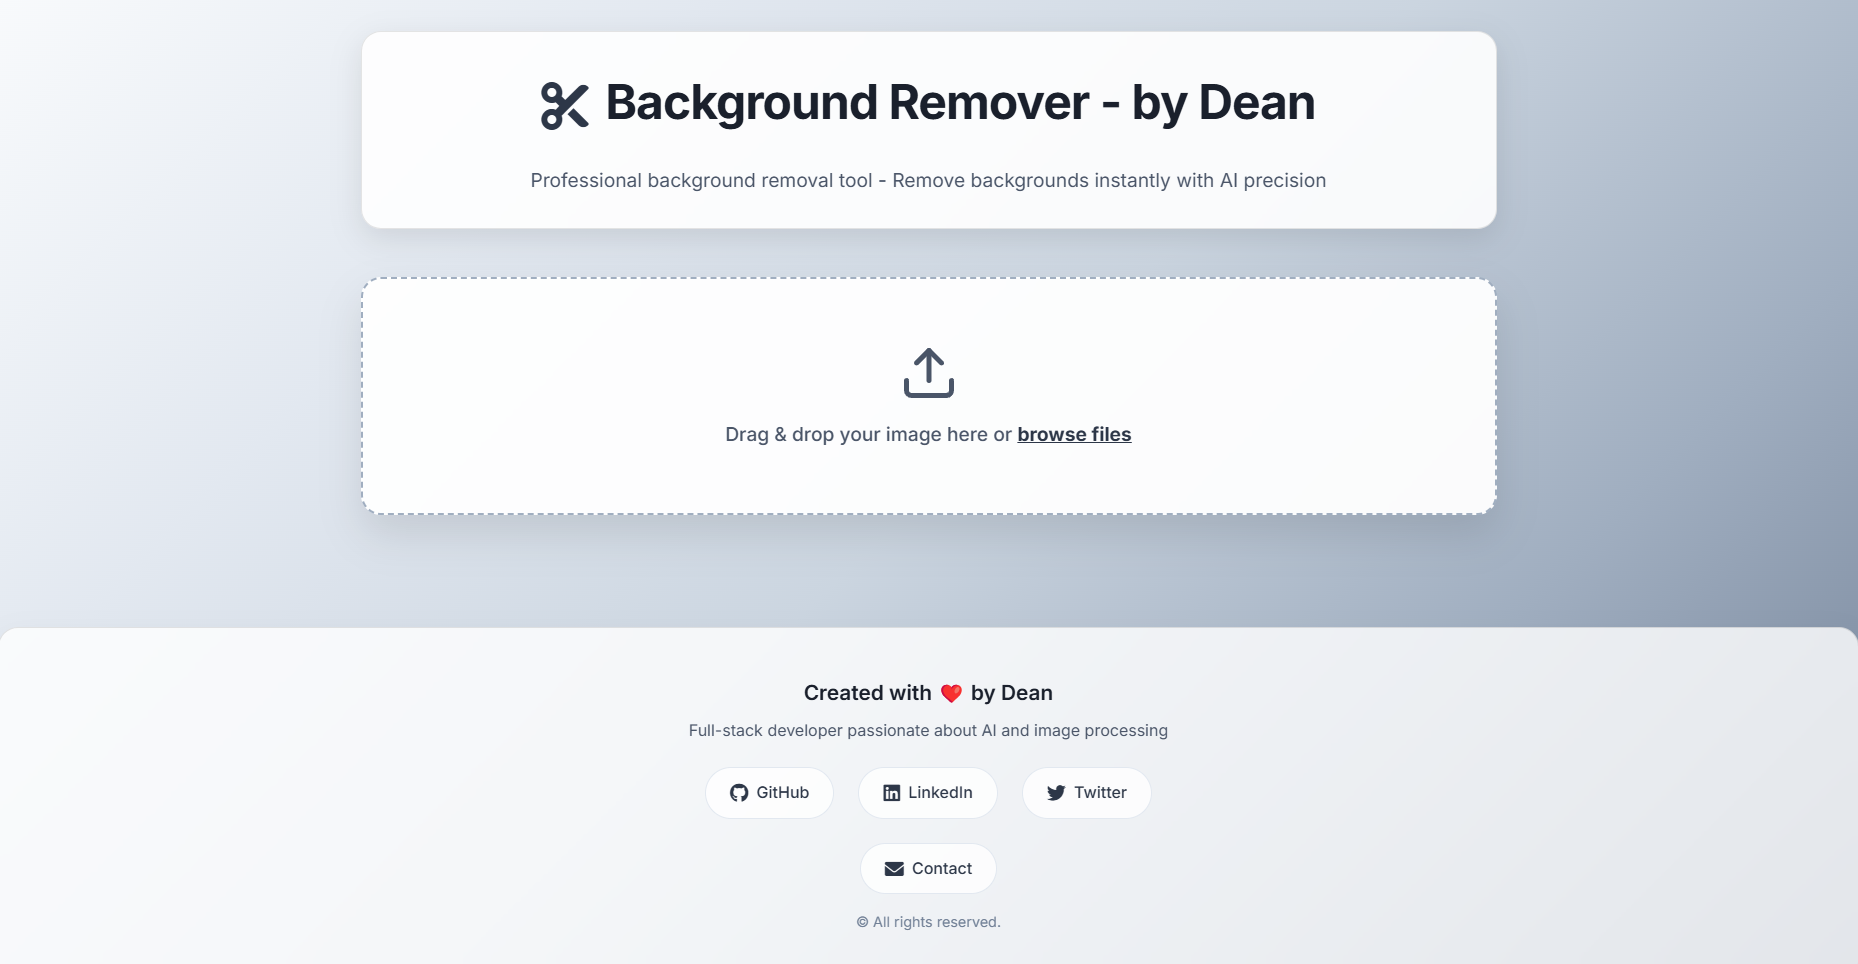 Background Remover - by Dean
Professional background removal tool - Remove backgrounds instantly with AI precision
Drag & drop your image here or browse files
Created with ❤️ by Dean
Full-stack developer passionate about AI and image processing
GitHub
LinkedIn
Twitter
Contact
© All rights reserved.